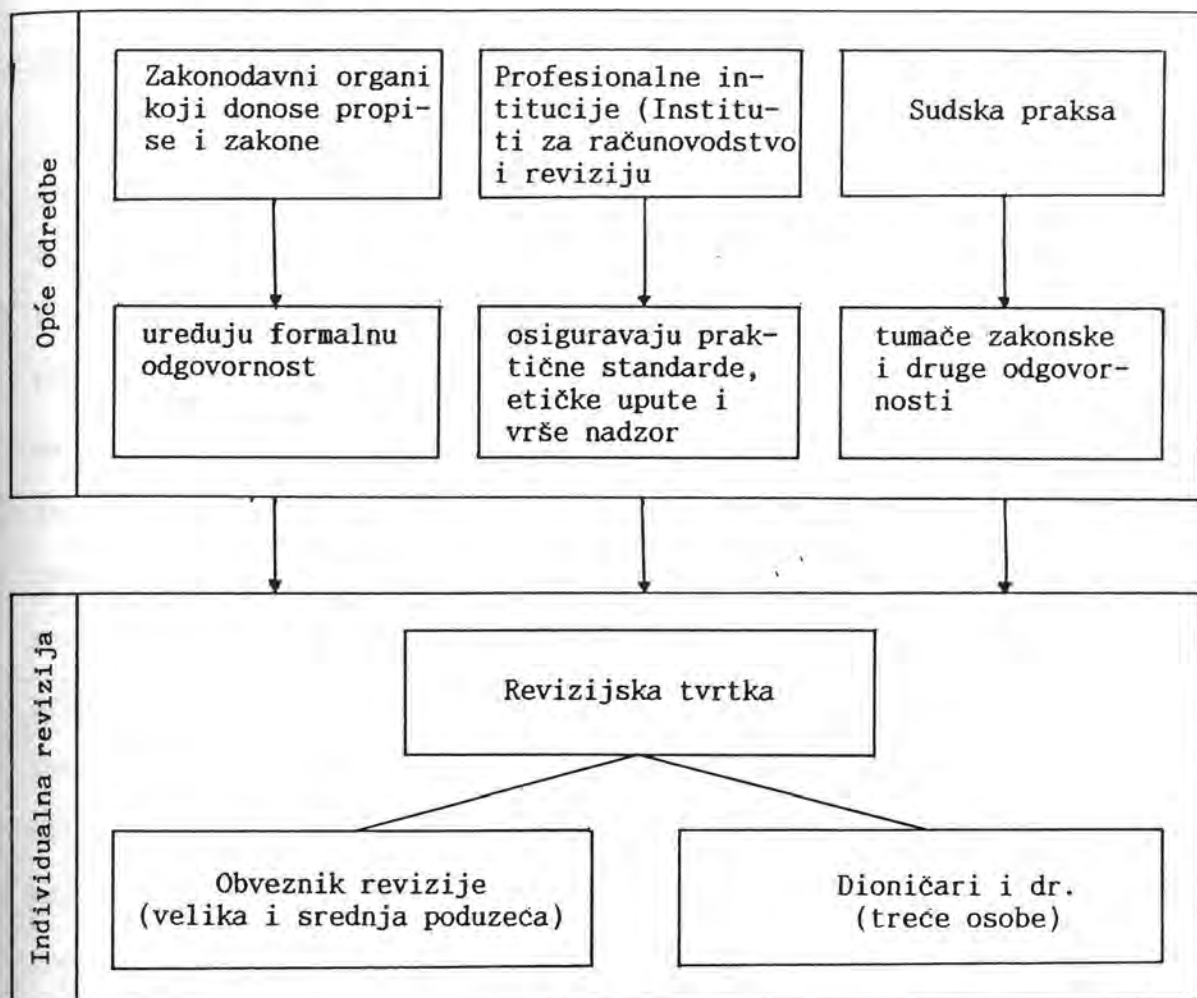 Opće odredbe
Zakonodavni organi
koji donose propi-
se i zakone
Profesionalne in-
titucije (Institu-
ti za računovodstvo
i reviziju
Sudska praksa
uređuju formalnu
odgovornost
osiguravaju prak-
tične standarde,
etičke upute i
vrše nadzor
tumače zakonske
i druge odgovor-
nosti
Individualna revizija
Revizijska tvrtka
Obveznik revizije
(velika i srednja poduzeća)
Dioničari i dr.
(treće osobe)